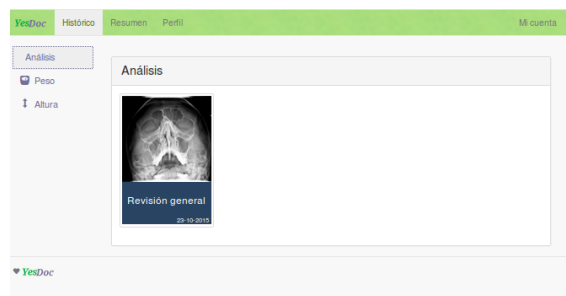 YesDoc Histórico Resumen Perfil Mi cuenta
Análisis
Peso
Altura
Análisis
Revisión general
23-10-2015
YesDoc